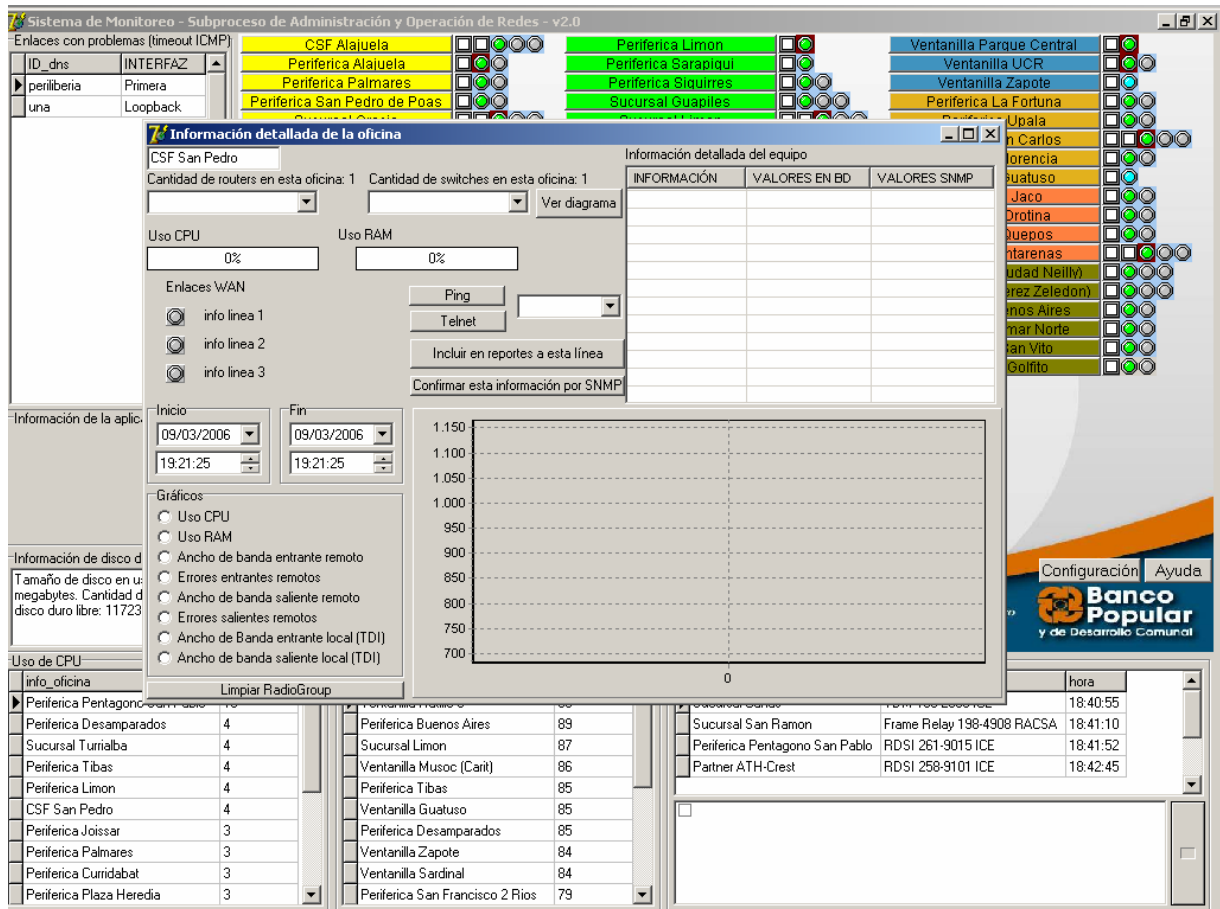 Sistema de Monitoreo - Subproceso de Administración y Operación de Redes - v2.0
Enlaces con problemas (timeout ICMP)
ID_dns INTERFAZ
periliberia Primera
una Loopback
CSF Alajuela
Periferica Alajuela
Periferica Palmares
Periferica San Pedro de Poas
Periferica Limon
Periferica Sarapiqui
Periferica Siquirres
Sucursal Guapiles
Ventanilla Parque Central
Ventanilla UCR
Ventanilla Zapote
Periferica La Fortuna
Upala
n Carlos
lorencia
Guatuso
Jaco
Orotina
Quepos
ntarenas
udad Neilly)
erez Zeledon)
nos Aires
mar Norte
San Vito
Golfito
Información detallada de la oficina
CSF San Pedro
Cantidad de routers en esta oficina: 1 Cantidad de switches en esta oficina: 1
Ver diagrama
Uso CPU Uso RAM
0% 0%
Enlaces WAN
info linea 1
info linea 2
info linea 3
Ping
Telnet
Incluir en reportes a esta línea
Confirmar esta información por SNMP
Información detallada del equipo
INFORMACIÓN VALORES EN BD VALORES SNMP
Inicio Fin
09/03/2006 09/03/2006
19:21:25 19:21:25
Gráficos
Uso CPU
Uso RAM
Ancho de banda entrante remoto
Errores entrantes remotos
Ancho de banda saliente remoto
Errores salientes remotos
Ancho de Banda entrante local (TDI)
Ancho de banda saliente local (TDI)
Limpiar RadioGroup
1.150
1.100
1.050
1.000
950
900
850
800
750
700
0
Información de la aplic
Información de disco d
Tamaño de disco en u
megabytes. Cantidad d
disco duro libre: 11723
Configuración Ayuda
Banco
Popular
y de Desarrollo Comunal
Uso de CPU
info_oficina
Periferica Pentagono San Pablo
Periferica Desamparados 4
Sucursal Turrialba 4
Periferica Tibas 4
Periferica Limon 4
CSF San Pedro 4
Periferica Joissar 3
Periferica Palmares 3
Periferica Curridabat 3
Periferica Plaza Heredia 3
Periferica Buenos Aires 89
Sucursal Limon 87
Ventanilla Musoc (Carit) 86
Periferica Tibas 85
Ventanilla Guatuso 85
Periferica Desamparados 85
Ventanilla Zapote 84
Ventanilla Sardinal 84
Periferica San Francisco 2 Rios 79
hora
18:40:55
Sucursal San Ramon Frame Relay 198-4908 RACSA 18:41:10
Periferica Pentagono San Pablo RDSI 261-9015 ICE 18:41:52
Partner ATH-Crest RDSI 258-9101 ICE 18:42:45